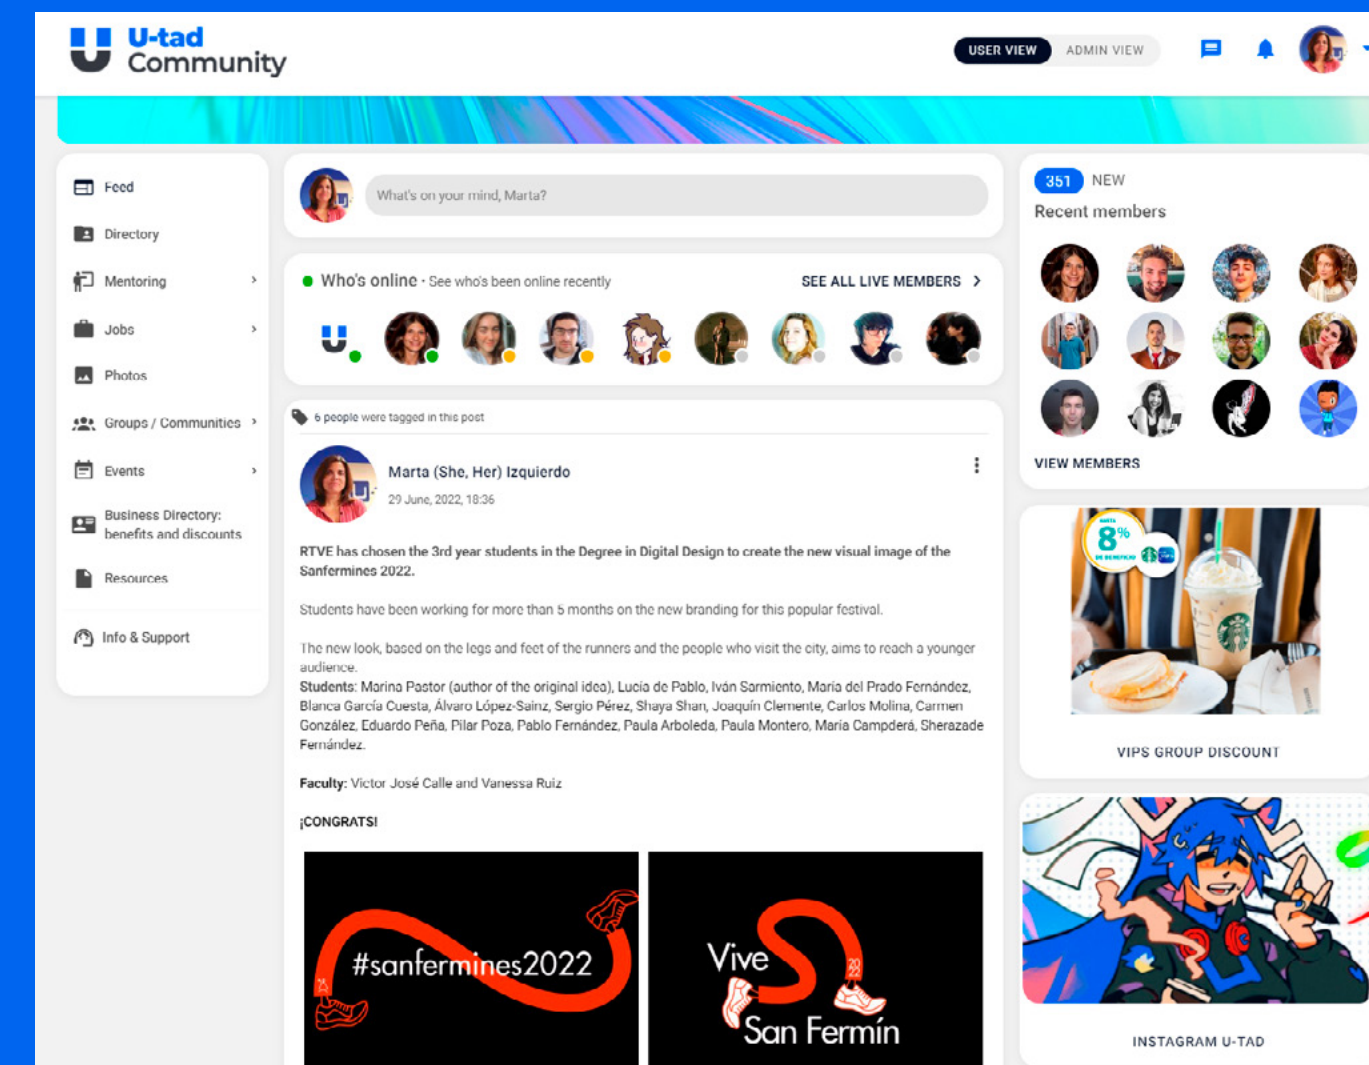 U-tad
Community
USER VIEW
ADMIN VIEW
Feed
Directory
Mentoring
Jobs
Photos
Groups / Communities
Events
Business Directory:
benefits and discounts
Resources
Info & Support
What's on your mind, Marta?
Who's online · See who's been online recently
SEE ALL LIVE MEMBERS
6 people were tagged in this post
Marta (She, Her) Izquierdo
29 June, 2022, 18:36
RTVE has chosen the 3rd year students in the Degree in Digital Design to create the new visual image of the
Sanfermines 2022.
Students have been working for more than 5 months on the new branding for this popular festival.
The new look, based on the legs and feet of the runners and the people who visit the city, aims to reach a younger
audience.
Students: Marina Pastor (author of the original idea), Lucía de Pablo, Iván Sarmiento, María del Prado Fernández,
Blanca García Cuesta, Álvaro López-Sainz, Sergio Pérez, Shaya Shan, Joaquín Clemente, Carlos Molina, Carmen
González, Eduardo Peña, Pilar Poza, Pablo Fernández, Paula Arboleda, Paula Montero, María Campderá, Sherazade
Fernández.
Faculty: Victor José Calle and Vanessa Ruiz
¡CONGRATS!
#sanfermines2022
Vive
2022
San Fermín
351 NEW
Recent members
VIEW MEMBERS
HASTA
8%
DE BENEFICIO
VIPS GROUP DISCOUNT
INSTAGRAM U-TAD